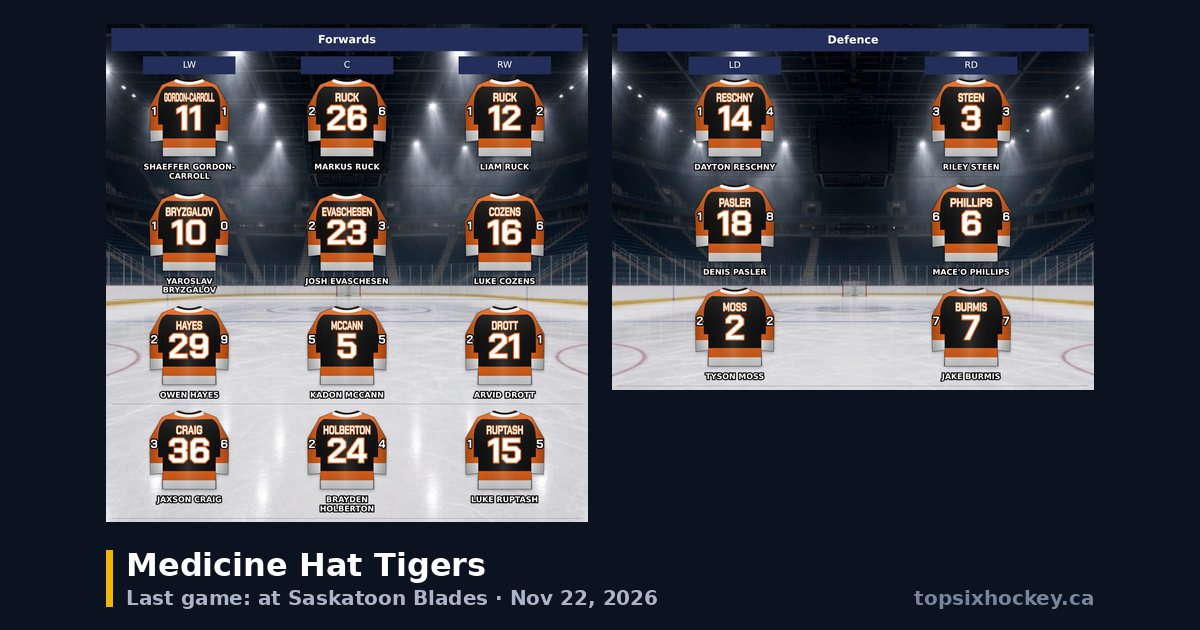 Forwards
LW C RW
GORDON-CARROLL
1 11 1
SHAEFFER GORDON-
CARROLL
RUCK
2 26 6
MARKUS RUCK
RUCK
1 12 2
LIAM RUCK
BRYZGALOV
1 10 0
YAROSLAV
BRYZGALOV
EVASCHESEN
2 23 3
JOSH EVASCHESEN
COZENS
1 16 6
LUKE COZENS
HAYES
2 29 9
OWEN HAYES
MCCANN
5 5 5
KADON MCCANN
DROTT
2 21 1
ARVID DROTT
CRAIG
3 36 6
JAXSON CRAIG
HOLBERTON
2 24 4
BRAYDEN
HOLBERTON
RUPTASH
1 15 5
LUKE RUPTASH
Defence
LD RD
RESCHNY
1 14 4
DAYTON RESCHNY
STEEN
3 3 3
RILEY STEEN
PASLER
1 18 8
DENIS PASLER
PHILLIPS
6 6 6
MACE'O PHILLIPS
MOSS
2 2 2
TYSON MOSS
BURMIS
7 7 7
JAKE BURMIS
Medicine Hat Tigers
Last game: at Saskatoon Blades · Nov 22, 2026
topsixhockey.ca